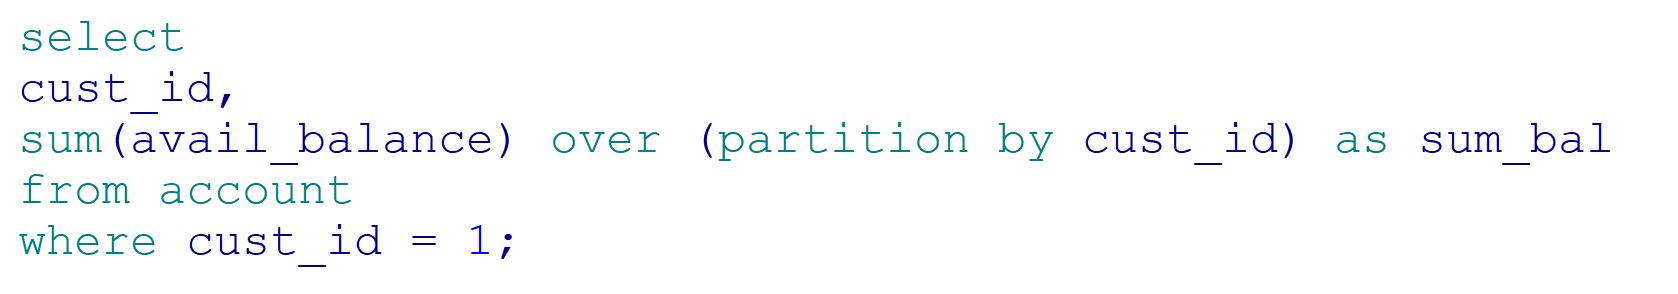 select
cust_id,
sum(avail_balance) over (partition by cust_id) as sum_bal
from account
where cust_id = 1;